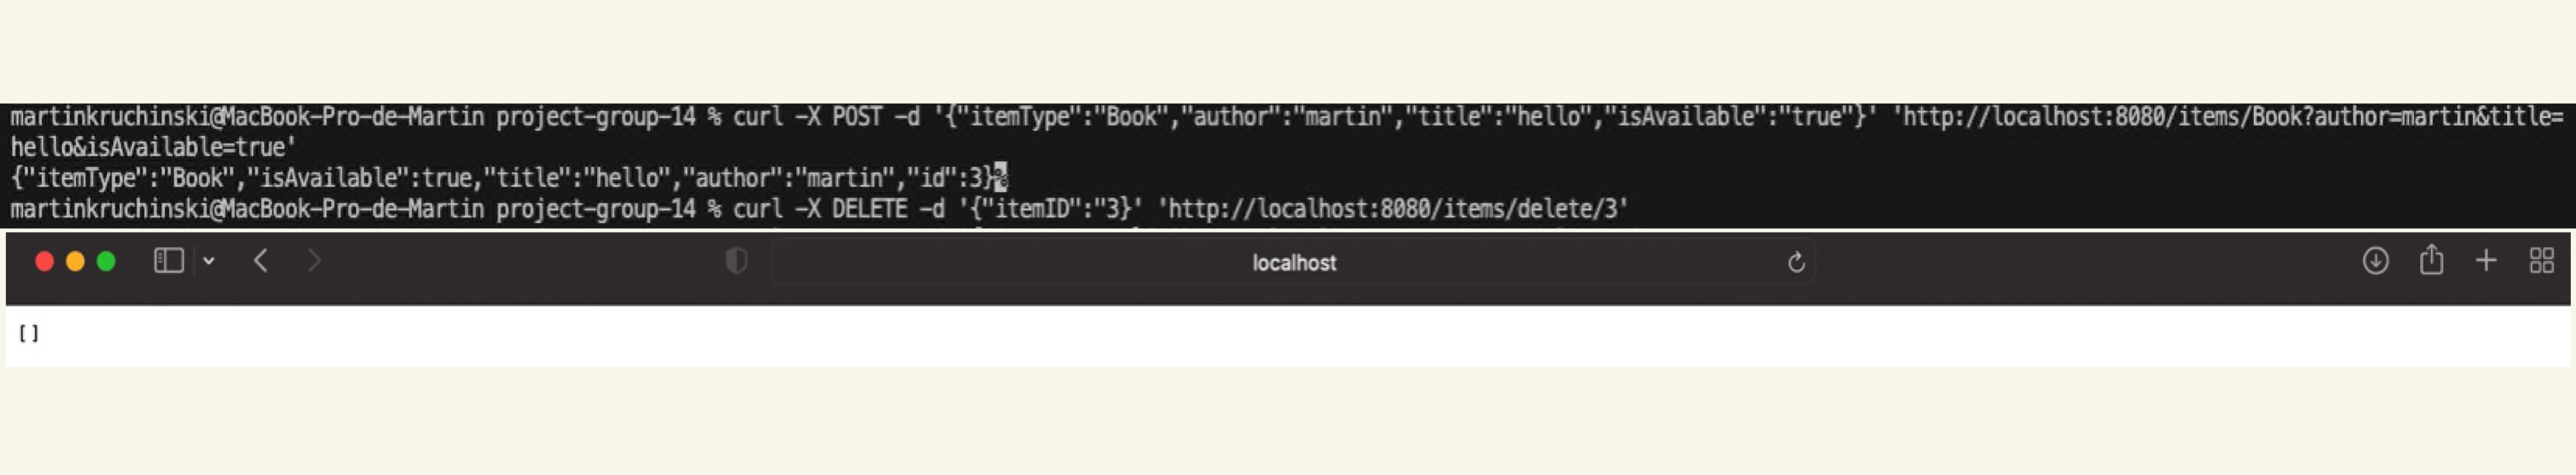 martinkruchinski@MacBook-Pro-de-Martin project-group-14 % curl -X POST -d '{"itemType":"Book","author":"martin","title":"hello","isAvailable":"true"}' 'http://localhost:8080/items/Book?author=martin&title=
hello&isAvailable=true'
{"itemType":"Book","isAvailable":true,"title":"hello","author":"martin","id":3}%
martinkruchinski@MacBook-Pro-de-Martin project-group-14 % curl -X DELETE -d '{"itemID":"3}' 'http://localhost:8080/items/delete/3'
localhost
[]